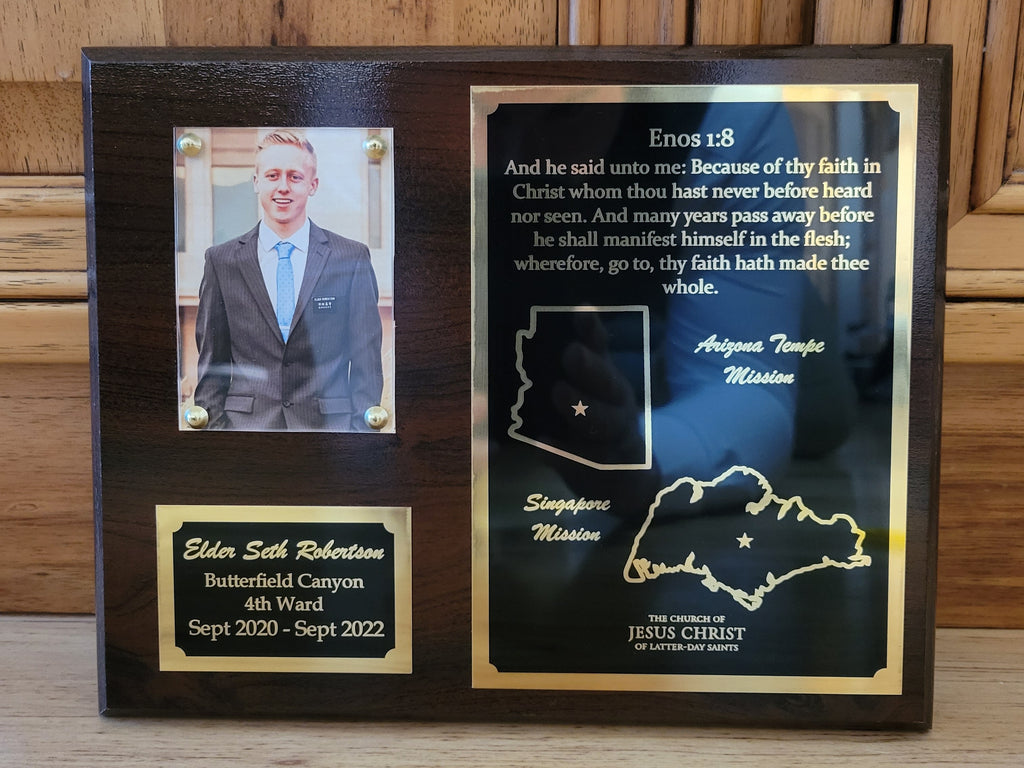 Elder Seth Robertson
Butterfield Canyon
4th Ward
Sept 2020 - Sept 2022
Enos 1:8
And he said unto me: Because of thy faith in
Christ whom thou hast never before heard
nor seen. And many years pass away before
he shall manifest himself in the flesh;
wherefore, go to, thy faith hath made thee
whole.
Arizona Tempe
Mission
Singapore
Mission
THE CHURCH OF
JESUS CHRIST
OF LATTER-DAY SAINTS